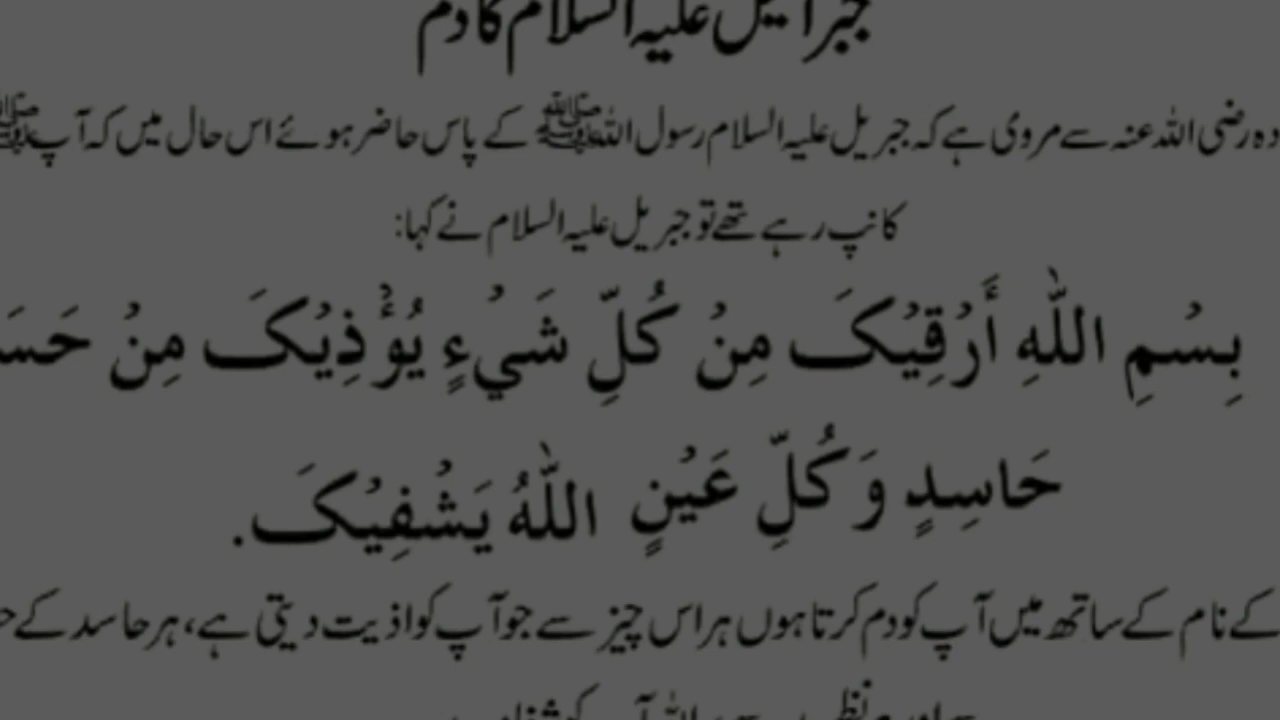 جبرائیل علیہ السلام کا دم
رضی اللہ عنہ سے مروی ہے کہ جبریل علیہ السلام رسول اللہ ﷺ کے پاس حاضر ہوئے اس حال میں کہ آپ ﷺ
کانپ رہے تھے تو جبریل علیہ السلام نے کہا:
بِسْمِ اللّٰهِ أَرْقِيْکَ مِنْ كُلِّ شَيْءٍ يُؤْذِيْکَ مِنْ
حَاسِدٍ وَكُلِّ عَيْنٍ اللّٰهُ يَشْفِيْکَ.
کے نام کے ساتھ میں آپ کو دم کرتا ہوں ہر اس چیز سے جو آپ کو اذیت دیتی ہے، ہر حاسد کے